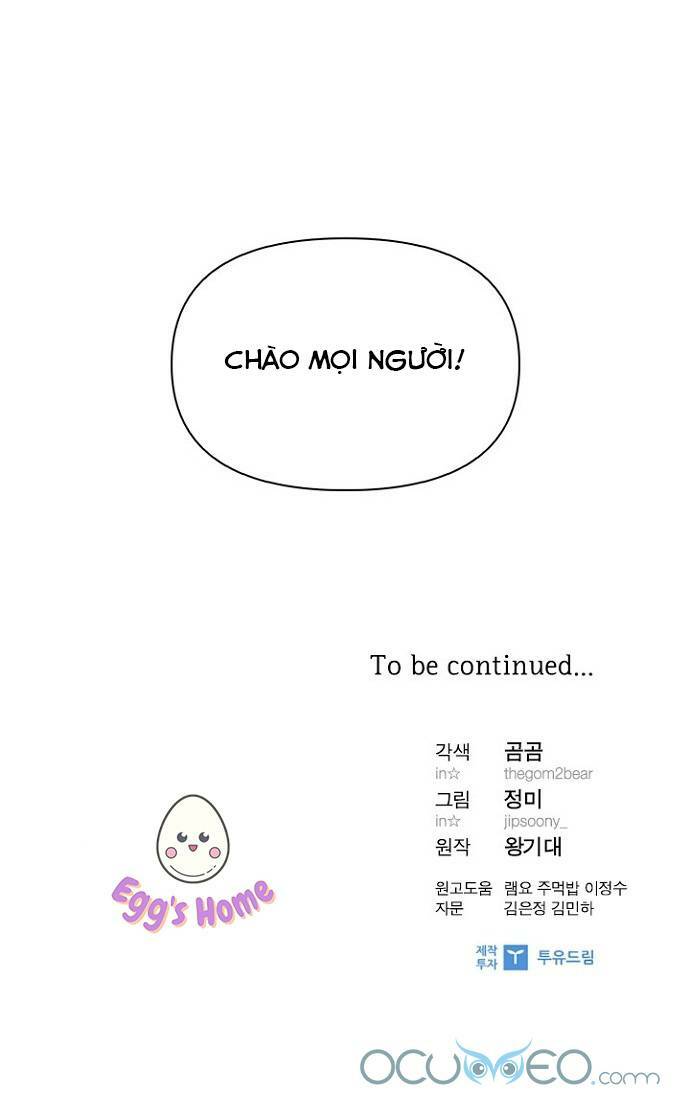 CHÀO MỌI NGƯỜI!
To be continued...
각색 곰곰
in☆ thegom2bear
그림 정미
in☆ jipsoony_
원작 왕기대
원고도움 램요 주먹밥 이정수
자문 김은정 김민하
제작
투자 투유드림
Egg's Home
OCUMEO.comm